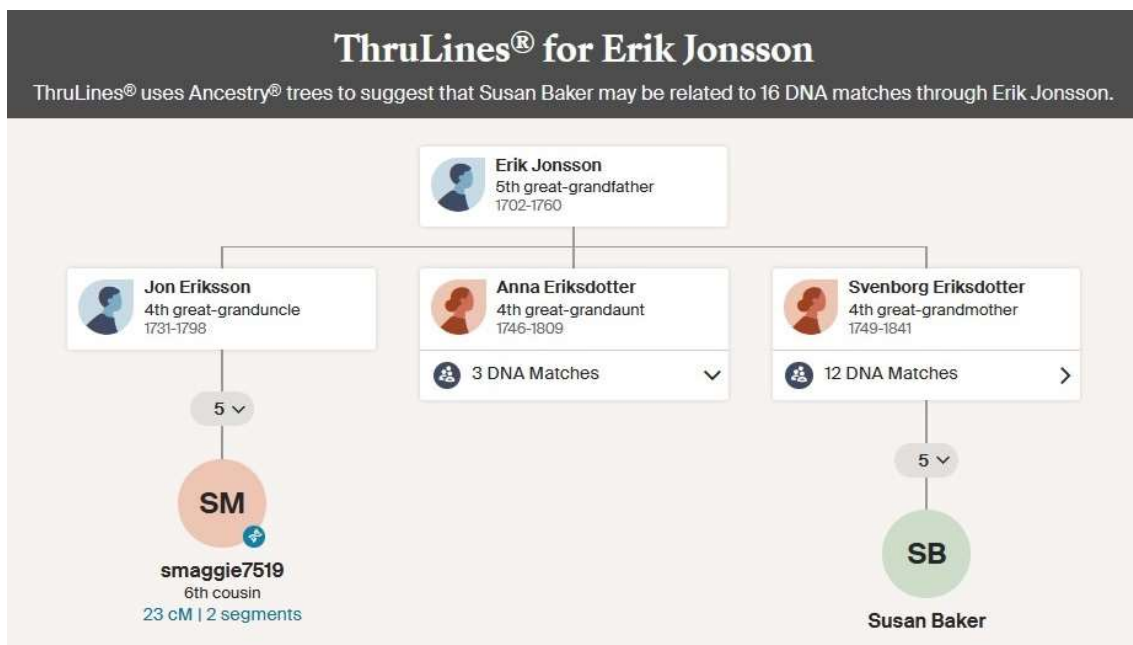 ThruLines® for Erik Jonsson
ThruLines® uses Ancestry® trees to suggest that Susan Baker may be related to 16 DNA matches through Erik Jonsson.
Erik Jonsson
5th great-grandfather
1702-1760
Jon Eriksson
4th great-granduncle
1731-1798
Anna Eriksdotter
4th great-grandaunt
1746-1809
3 DNA Matches
Svenborg Eriksdotter
4th great-grandmother
1749-1841
12 DNA Matches
5
SM
smaggie7519
6th cousin
23 cM | 2 segments
5
SB
Susan Baker